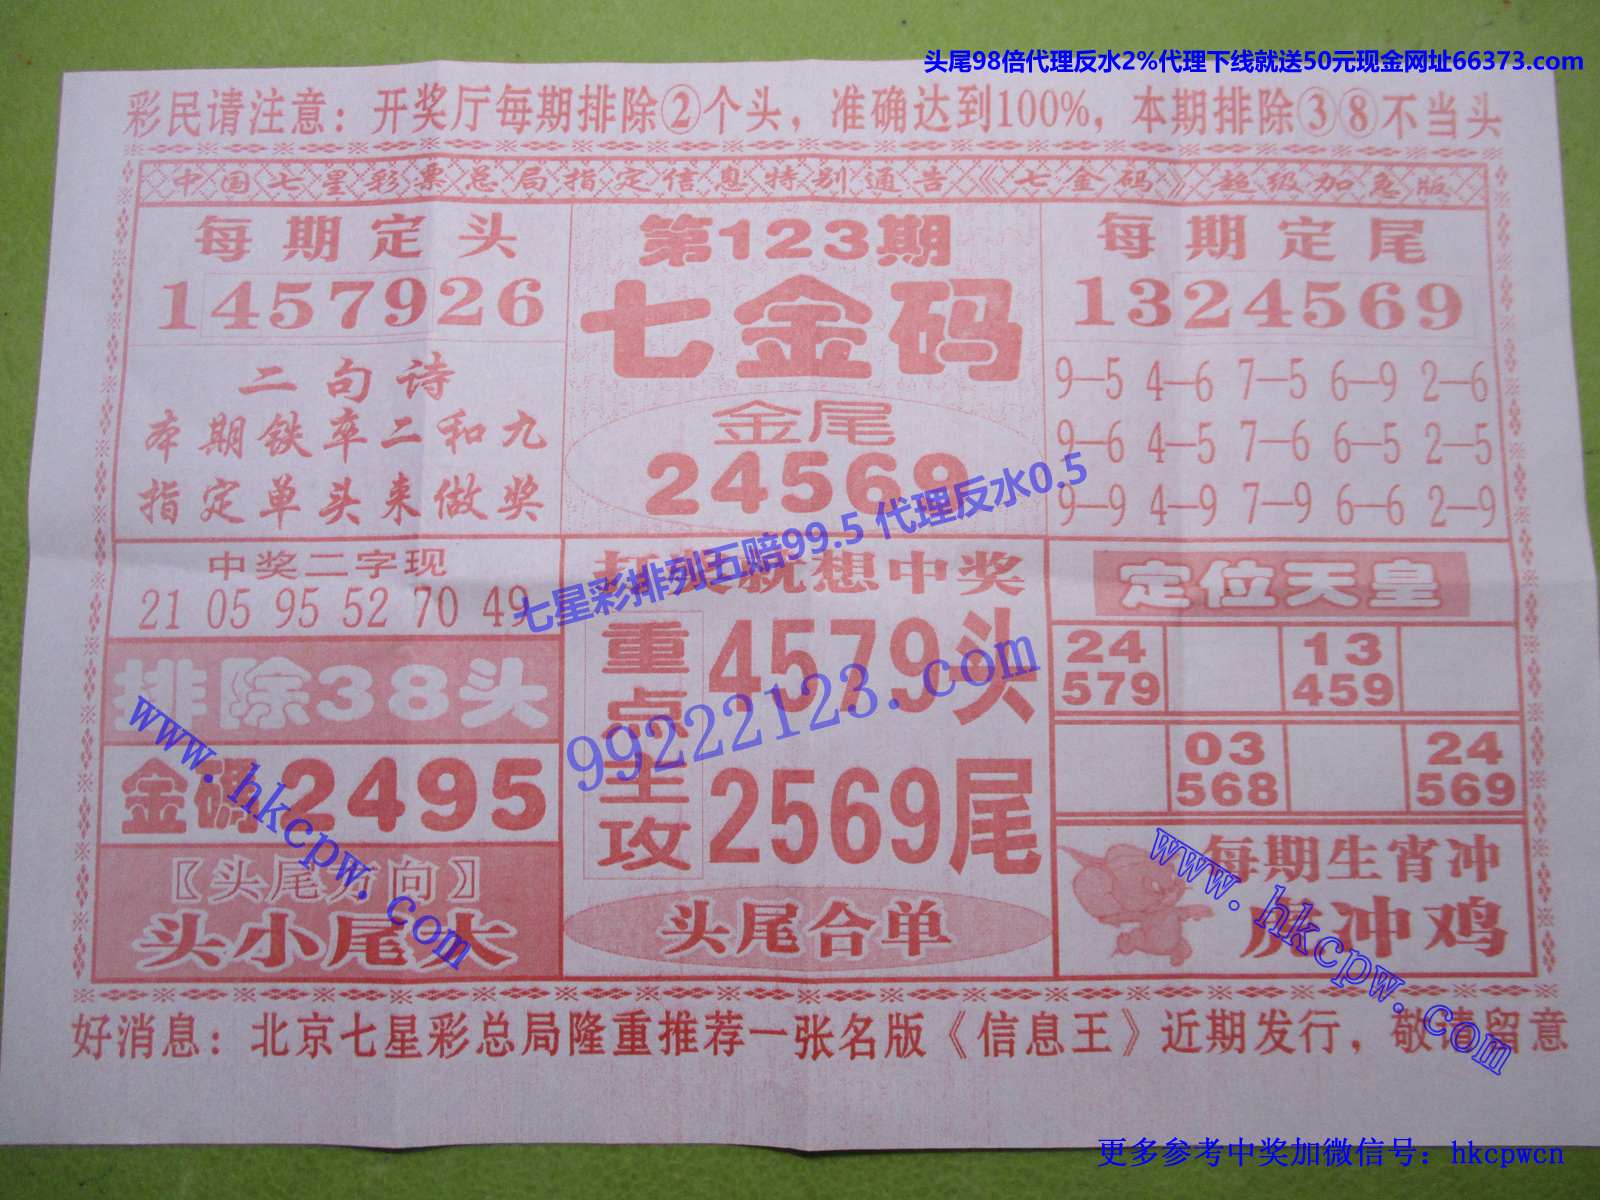 头尾98倍代理反水2%代理下线就送50元现金网址66373.com
彩民请注意：开奖厅每期排除②个头，准确达到100%，本期排除③⑧不当头
中国七星彩票总局指定信息特别通告《七金码》超级加急版
每期定头
1457926
二句诗
本期铁卒二和九
指定单头来做奖
第123期
七金码
金尾
24569
每期定尾
1324569
9—5 4—6 7—5 6—9 2—6
9—6 4—5 7—6 6—5 2—5
9—9 4—9 7—9 6—6 2—9
中奖二字现
21 05 95 52 70 49
排除38头
金码2495
〖头尾方向〗
头小尾大
打奖就想中奖
重点主攻
4579头
2569尾
头尾合单
定位天皇
24 13
579 459
03 24
568 569
每期生肖冲
虎冲鸡
好消息：北京七星彩总局隆重推荐一张名版《信息王》近期发行，敬请留意
七星彩排列五赔99.5 代理反水0.5
99222123.com
www.hkcpw.com
www.hkcpw.com
更多参考中奖加微信号：hkcpwcn